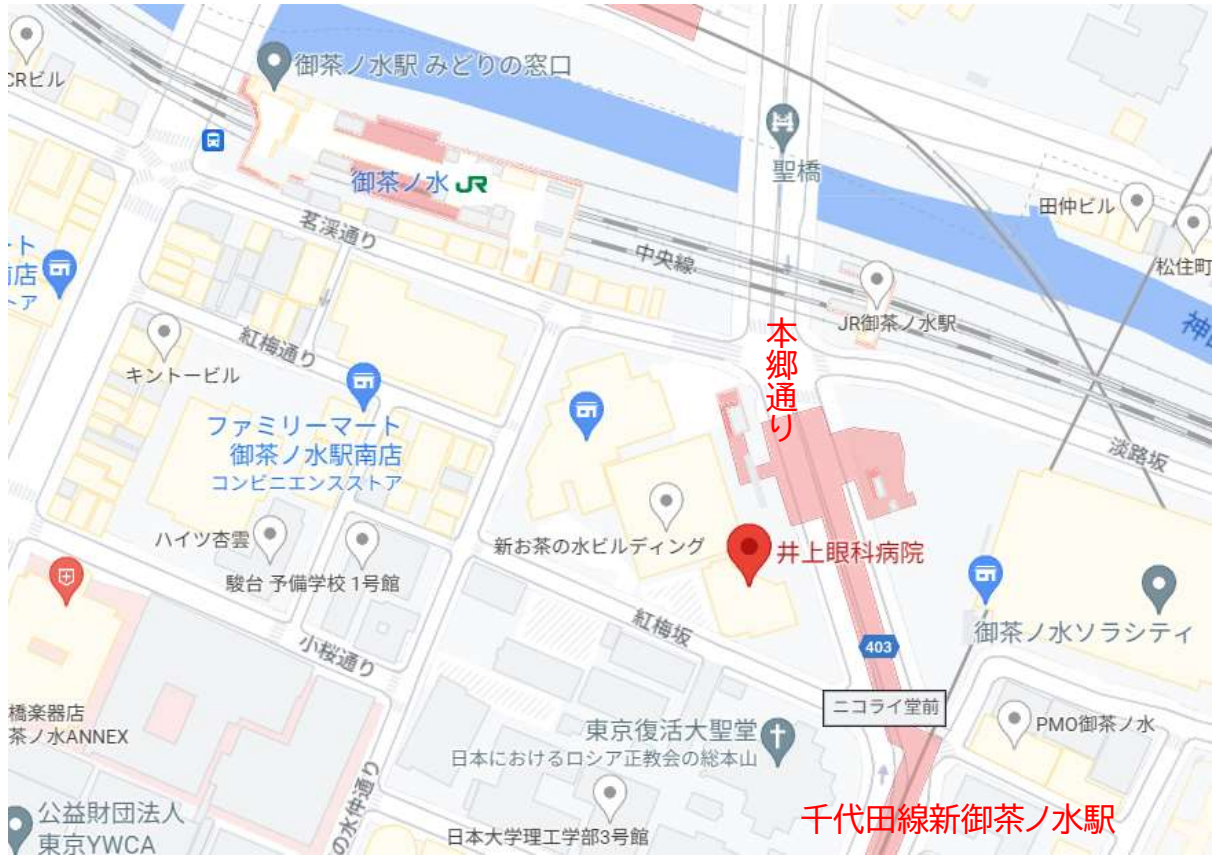 CRビル
御茶ノ水駅 みどりの窓口
御茶ノ水 JR
聖橋
田仲ビル
松住町
茗溪通り
中央線
JR御茶ノ水駅
神田
ート
店
トア
キントービル
紅梅通り
本郷通り
淡路坂
ファミリーマート
御茶ノ水駅南店
コンビニエンスストア
ハイツ杏雲
駿台 予備学校 1号館
新お茶の水ビルディング
井上眼科病院
小桜通り
紅梅坂
403
御茶ノ水ソラシティ
ニコライ堂前
PMO御茶ノ水
橋楽器店
茶ノ水ANNEX
東京復活大聖堂
日本におけるロシア正教会の総本山
公益財団法人
東京YWCA
の水仲通り
日本大学理工学部3号館
千代田線新御茶ノ水駅